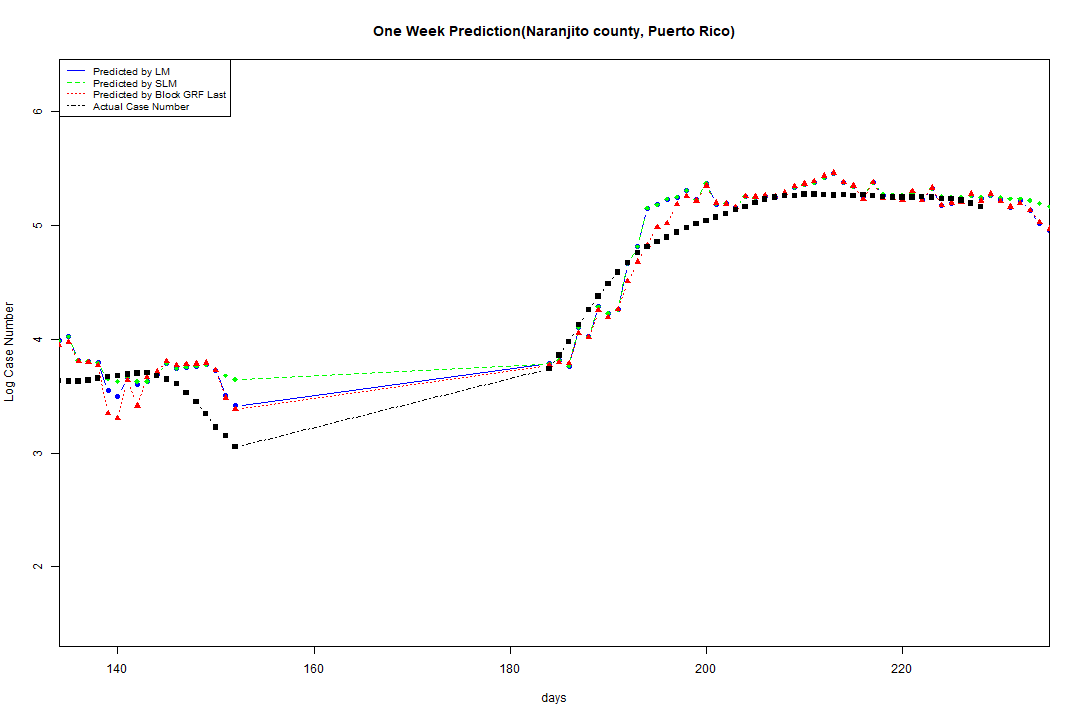 One Week Prediction(Naranjito county, Puerto Rico)
Predicted by LM
Predicted by SLM
Predicted by Block GRF Last
Actual Case Number
6
5
4
3
2
Log Case Number
140 160 180 200 220
days